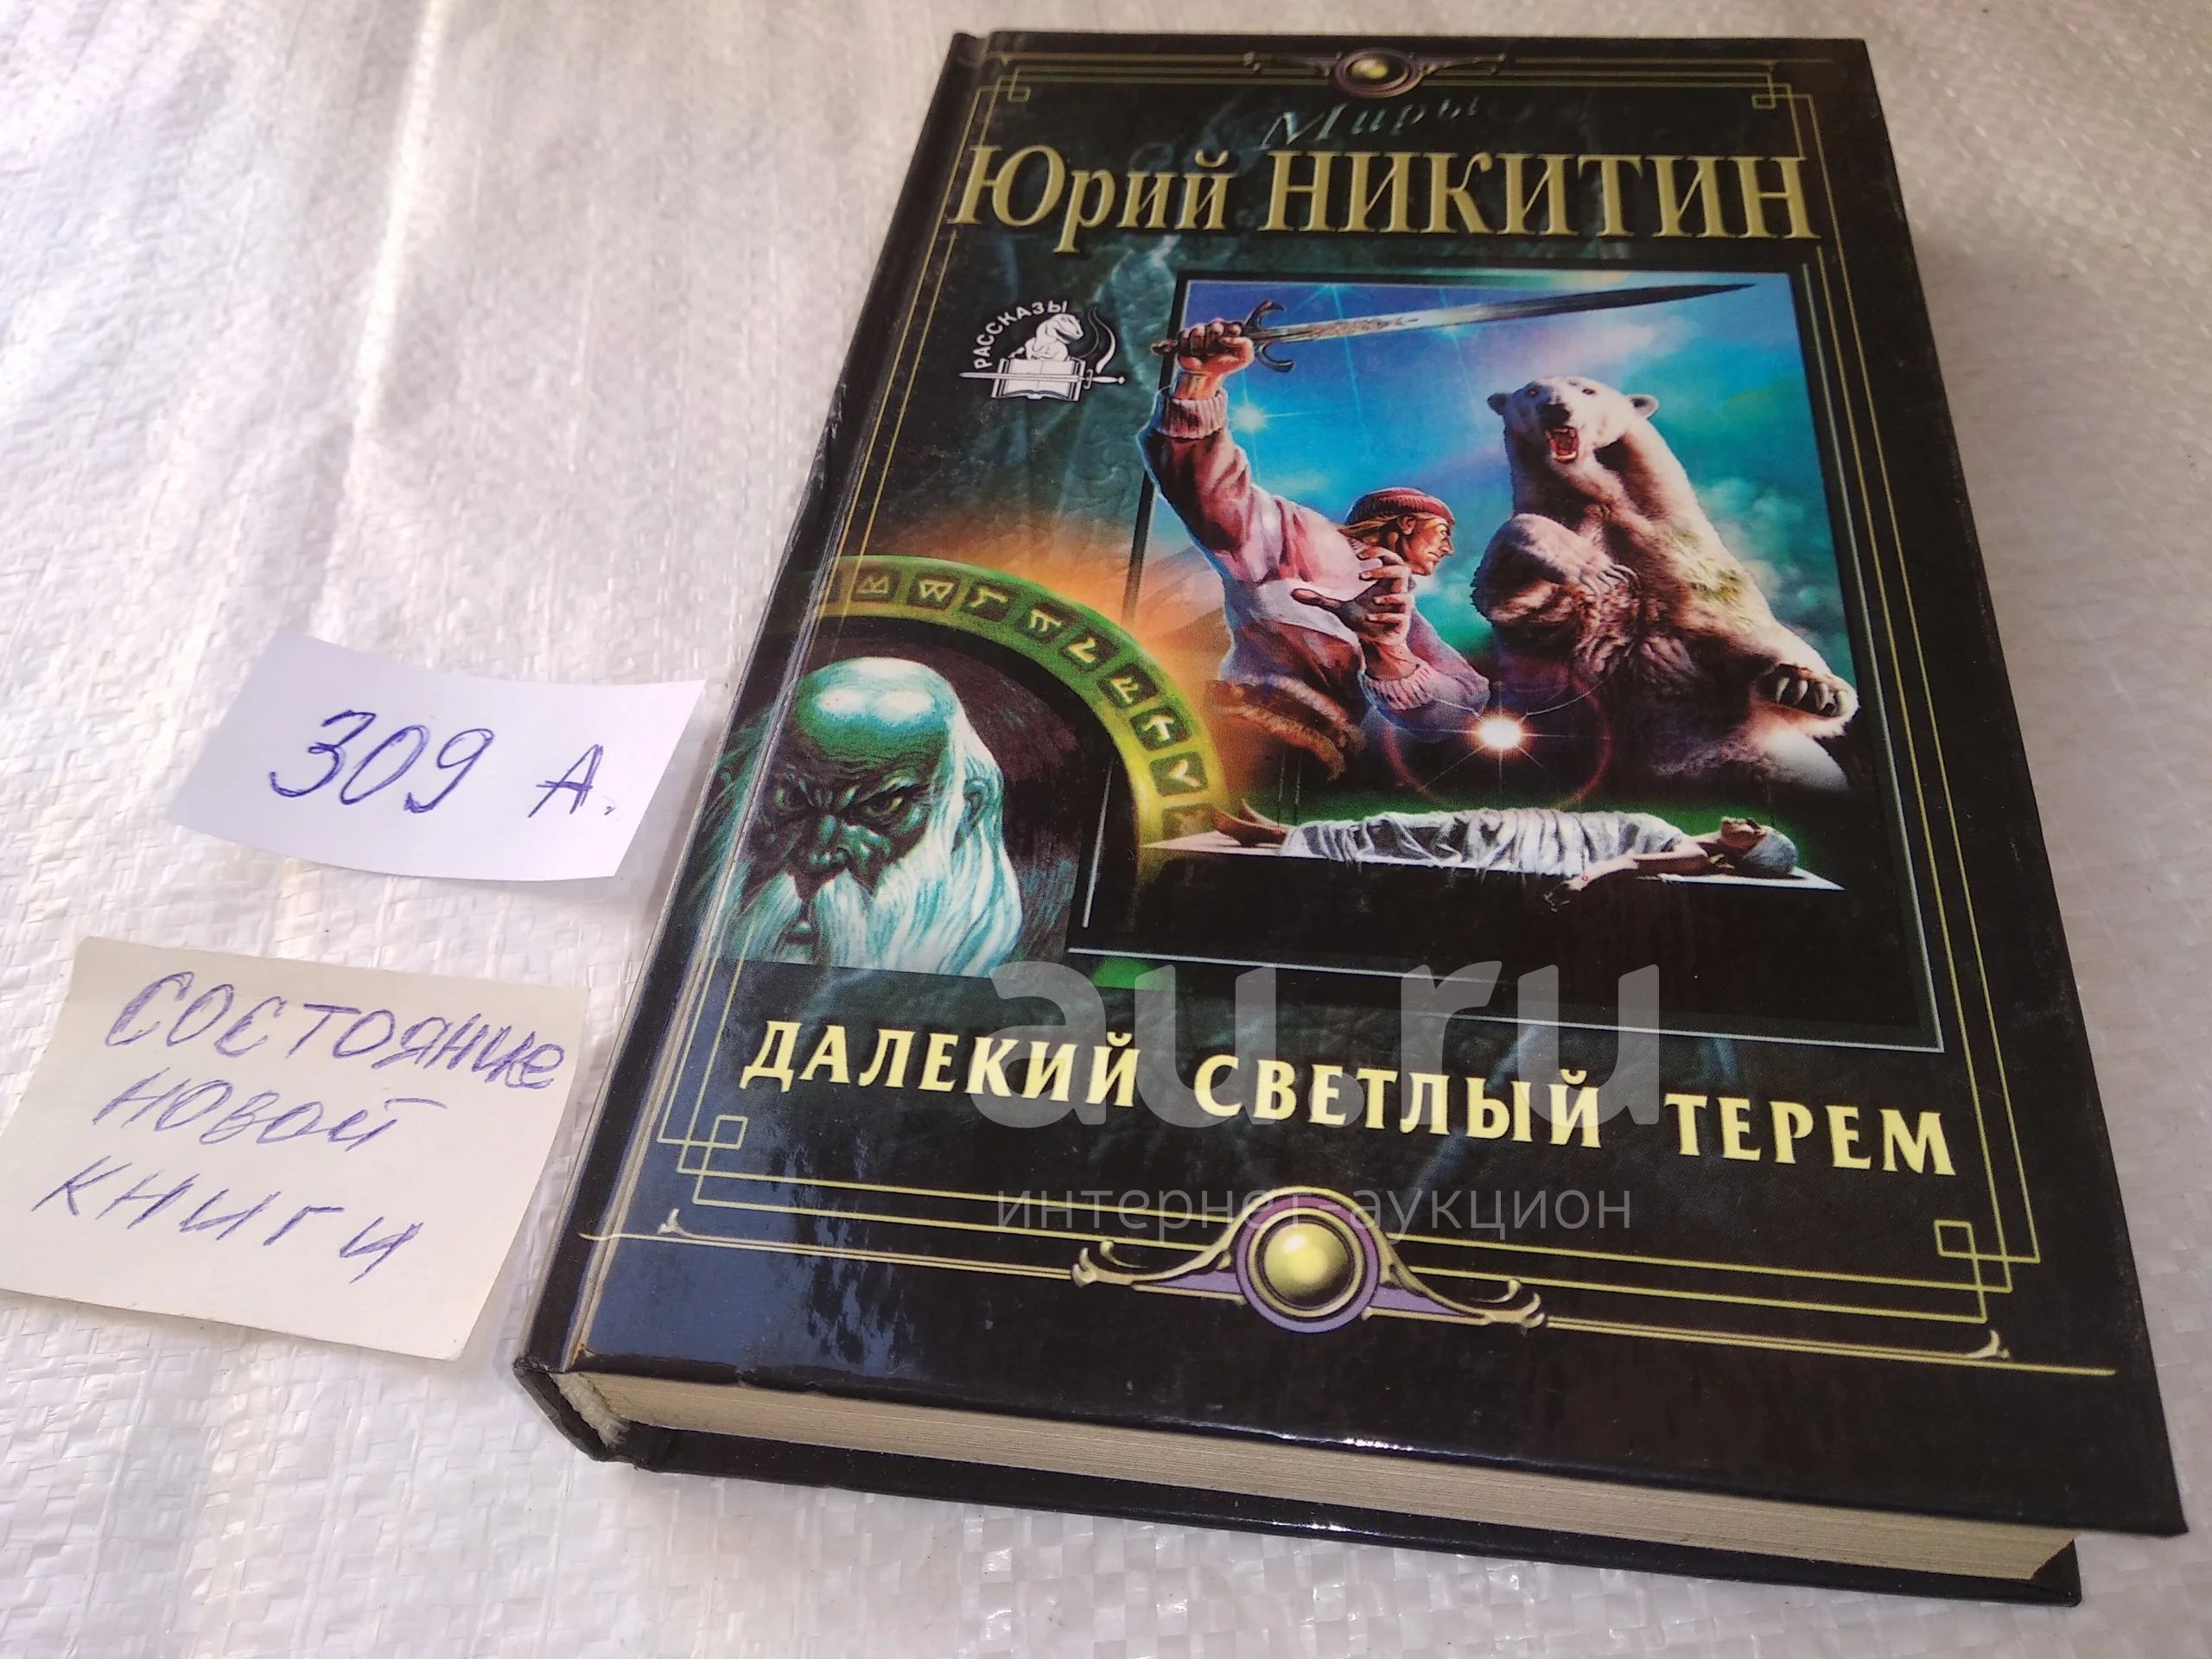 Миры
Юрий НИКИТИН
РАССКАЗЫ
309 А.
СОСТОЯНИЕ
НОВОЙ
КНИГИ
au.ru
ДАЛЕКИЙ СВЕТЛЫЙ ТЕРЕМ
интернет-аукцион